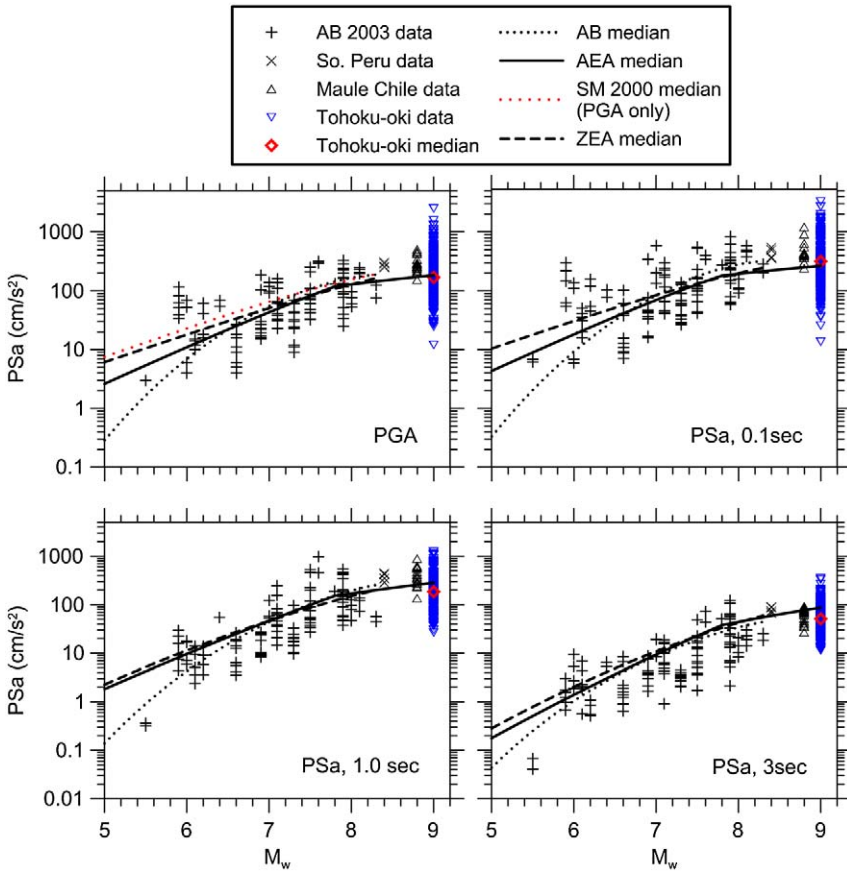 AB 2003 data
So. Peru data
Maule Chile data
Tohoku-oki data
Tohoku-oki median
AB median
AEA median
SM 2000 median
(PGA only)
ZEA median
PSa (cm/s²)
1000
100
10
1
0.1
PGA
PSa, 0.1sec
PSa (cm/s²)
1000
100
10
1
0.1
0.01
PSa, 1.0 sec
PSa, 3sec
5 6 7 8 9
5 6 7 8 9
Mw
Mw